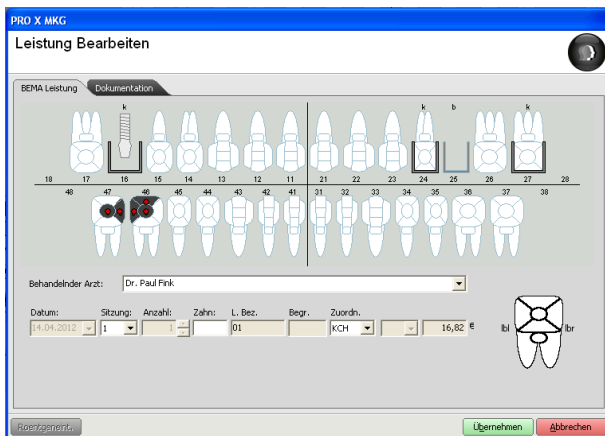 PRO X MKG
Leistung Bearbeiten
BEMA Leistung Dokumentation
k k b k
18 17 16 15 14 13 12 11 21 22 23 24 25 26 27 28
48 47 46 45 44 43 42 41 31 32 33 34 35 36 37 38
Behandelnder Arzt: Dr. Paul Fink
Datum: Sitzung: Anzahl: Zahn: L. Bez. Begr. Zuordn.
14.04.2012 1 1 01 KCH 16,82 € lbl lbr
Roentgenein. Übernehmen Abbrechen